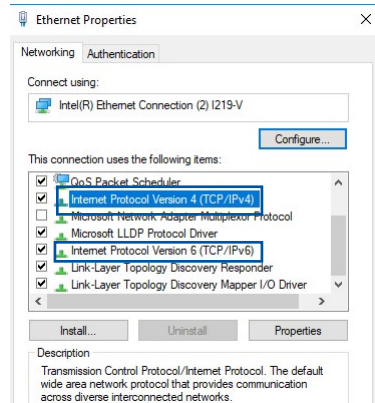 Ethernet Properties
Networking
Authentication
Connect using:
Intel(R) Ethernet Connection (2) I219-V
Configure...
This connection uses the following items:
QoS Packet Scheduler
Internet Protocol Version 4 (TCP/IPv4)
Microsoft Network Adapter Multiplexor Protocol
Microsoft LLDP Protocol Driver
Internet Protocol Version 6 (TCP/IPv6)
Link-Layer Topology Discovery Responder
Link-Layer Topology Discovery Mapper I/O Driver
Install...
Uninstall
Properties
Description
Transmission Control Protocol/Internet Protocol. The default
wide area network protocol that provides communication
across diverse interconnected networks.